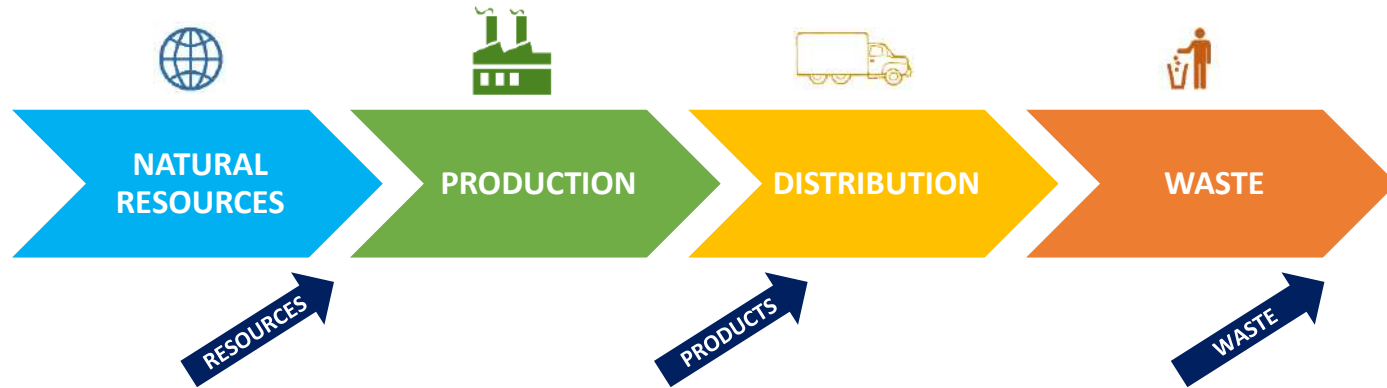 NATURAL
RESOURCES
PRODUCTION
DISTRIBUTION
WASTE
RESOURCES
PRODUCTS
WASTE